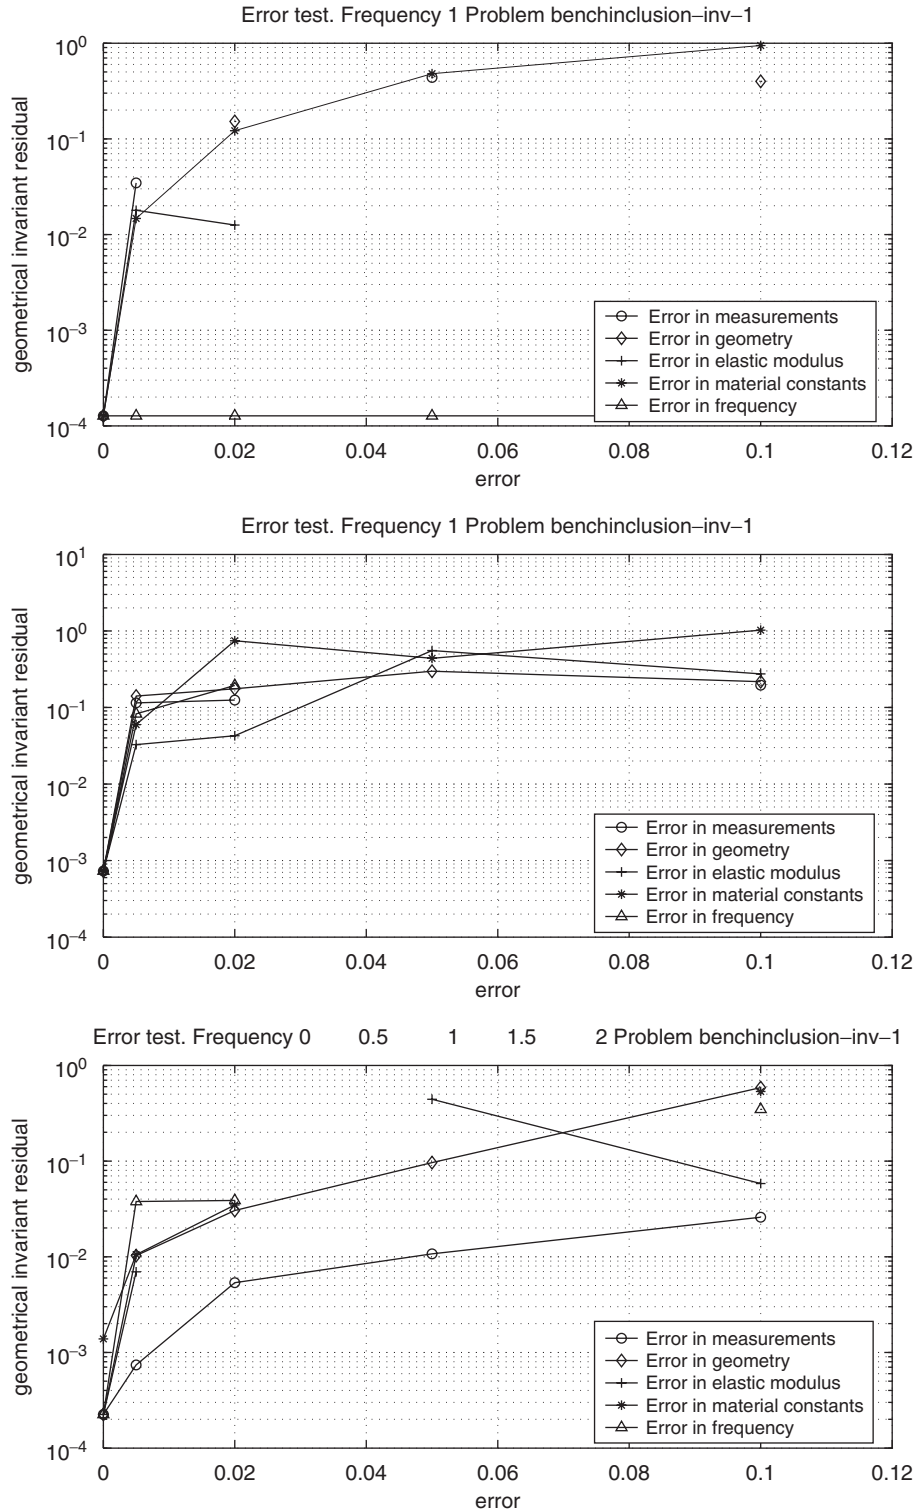 Error test. Frequency 1 Problem benchinclusion–inv–1
10⁰
10⁻¹
10⁻²
10⁻³
10⁻⁴
geometrical invariant residual
Error in measurements
Error in geometry
Error in elastic modulus
Error in material constants
Error in frequency
0 0.02 0.04 0.06 0.08 0.1 0.12
error
Error test. Frequency 1 Problem benchinclusion–inv–1
10¹
10⁰
10⁻¹
10⁻²
10⁻³
10⁻⁴
geometrical invariant residual
Error in measurements
Error in geometry
Error in elastic modulus
Error in material constants
Error in frequency
0 0.02 0.04 0.06 0.08 0.1 0.12
error
Error test. Frequency 0 0.5 1 1.5 2 Problem benchinclusion–inv–1
10⁰
10⁻¹
10⁻²
10⁻³
10⁻⁴
geometrical invariant residual
Error in measurements
Error in geometry
Error in elastic modulus
Error in material constants
Error in frequency
0 0.02 0.04 0.06 0.08 0.1 0.12
error